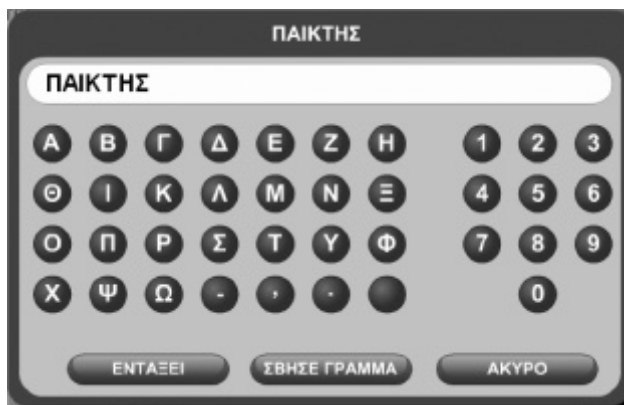 ΠΑΙΚΤΗΣ
ΠΑΙΚΤΗΣ
Α Β Γ Δ Ε Ζ Η 1 2 3
Θ Ι Κ Λ Μ Ν Ξ 4 5 6
Ο Π Ρ Σ Τ Υ Φ 7 8 9
Χ Ψ Ω - , . 0
ΕΝΤΑΞΕΙ ΣΒΗΣΕ ΓΡΑΜΜΑ ΑΚΥΡΟ